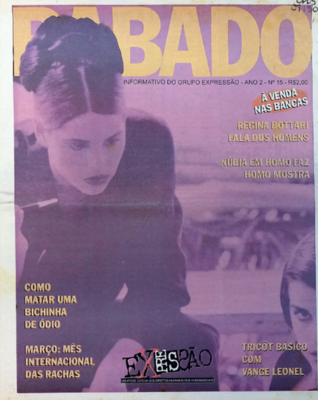 BABADO
INFORMATIVO DO GRUPO EXPRESSÃO - ANO 2 - Nº 15 - R$2,00
À VENDA
NAS BANCAS
REGINA BOTTARI
FALA DOS HOMENS
NÚBIA EM HOMO FAZ
HOMO MOSTRA
COMO
MATAR UMA
BICHINHA
DE ÓDIO
MARÇO: MÊS
INTERNACIONAL
DAS RACHAS
EXPRESSÃO
TRICOT BASICO
COM
VANGE LEONEL